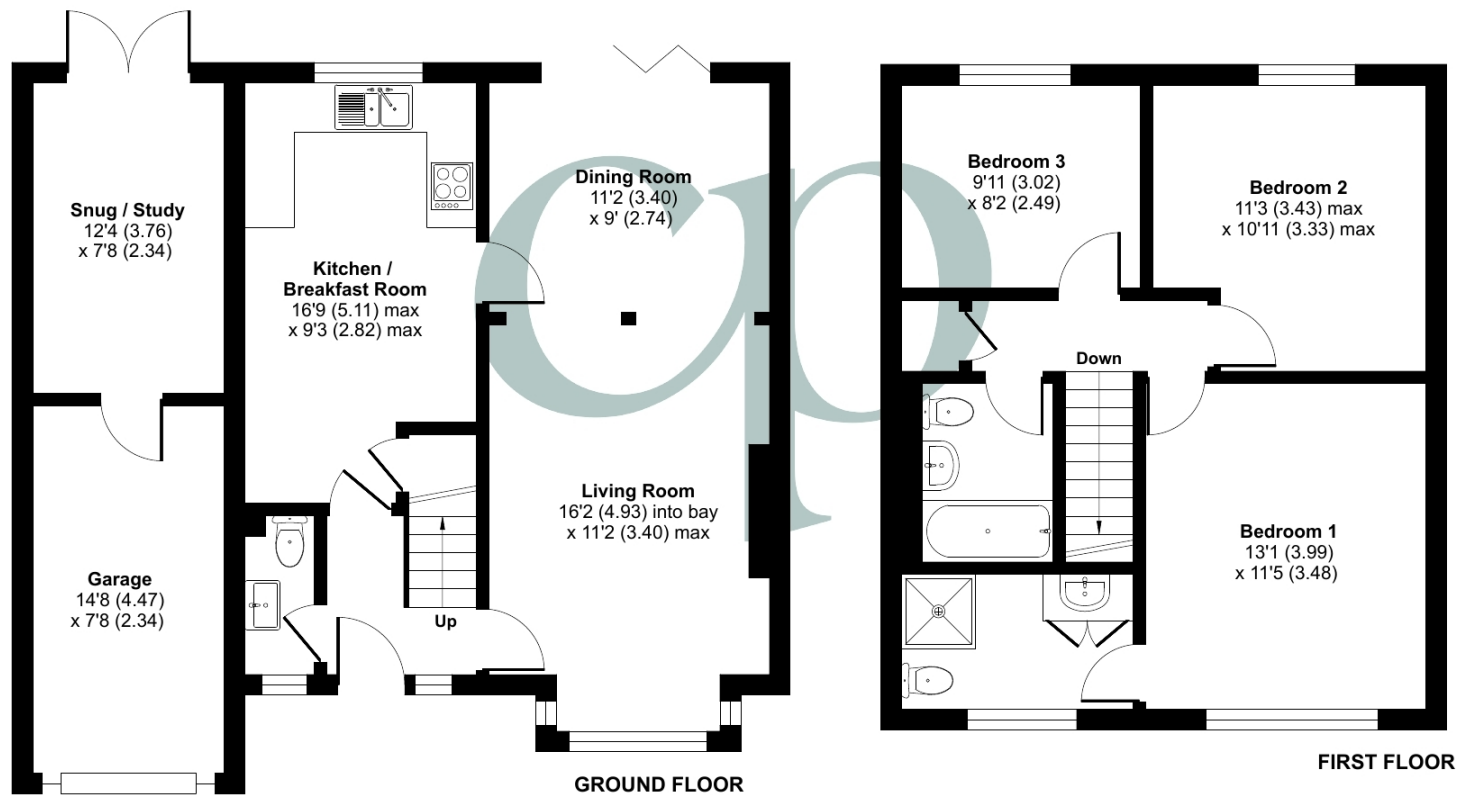 Snug / Study
12'4 (3.76)
x 7'8 (2.34)
Kitchen /
Breakfast Room
16'9 (5.11) max
x 9'3 (2.82) max
Dining Room
11'2 (3.40)
x 9' (2.74)
Living Room
16'2 (4.93) into bay
x 11'2 (3.40) max
Garage
14'8 (4.47)
x 7'8 (2.34)
Up
GROUND FLOOR
cp
Bedroom 3
9'11 (3.02)
x 8'2 (2.49)
Bedroom 2
11'3 (3.43) max
x 10'11 (3.33) max
Down
Bedroom 1
13'1 (3.99)
x 11'5 (3.48)
FIRST FLOOR